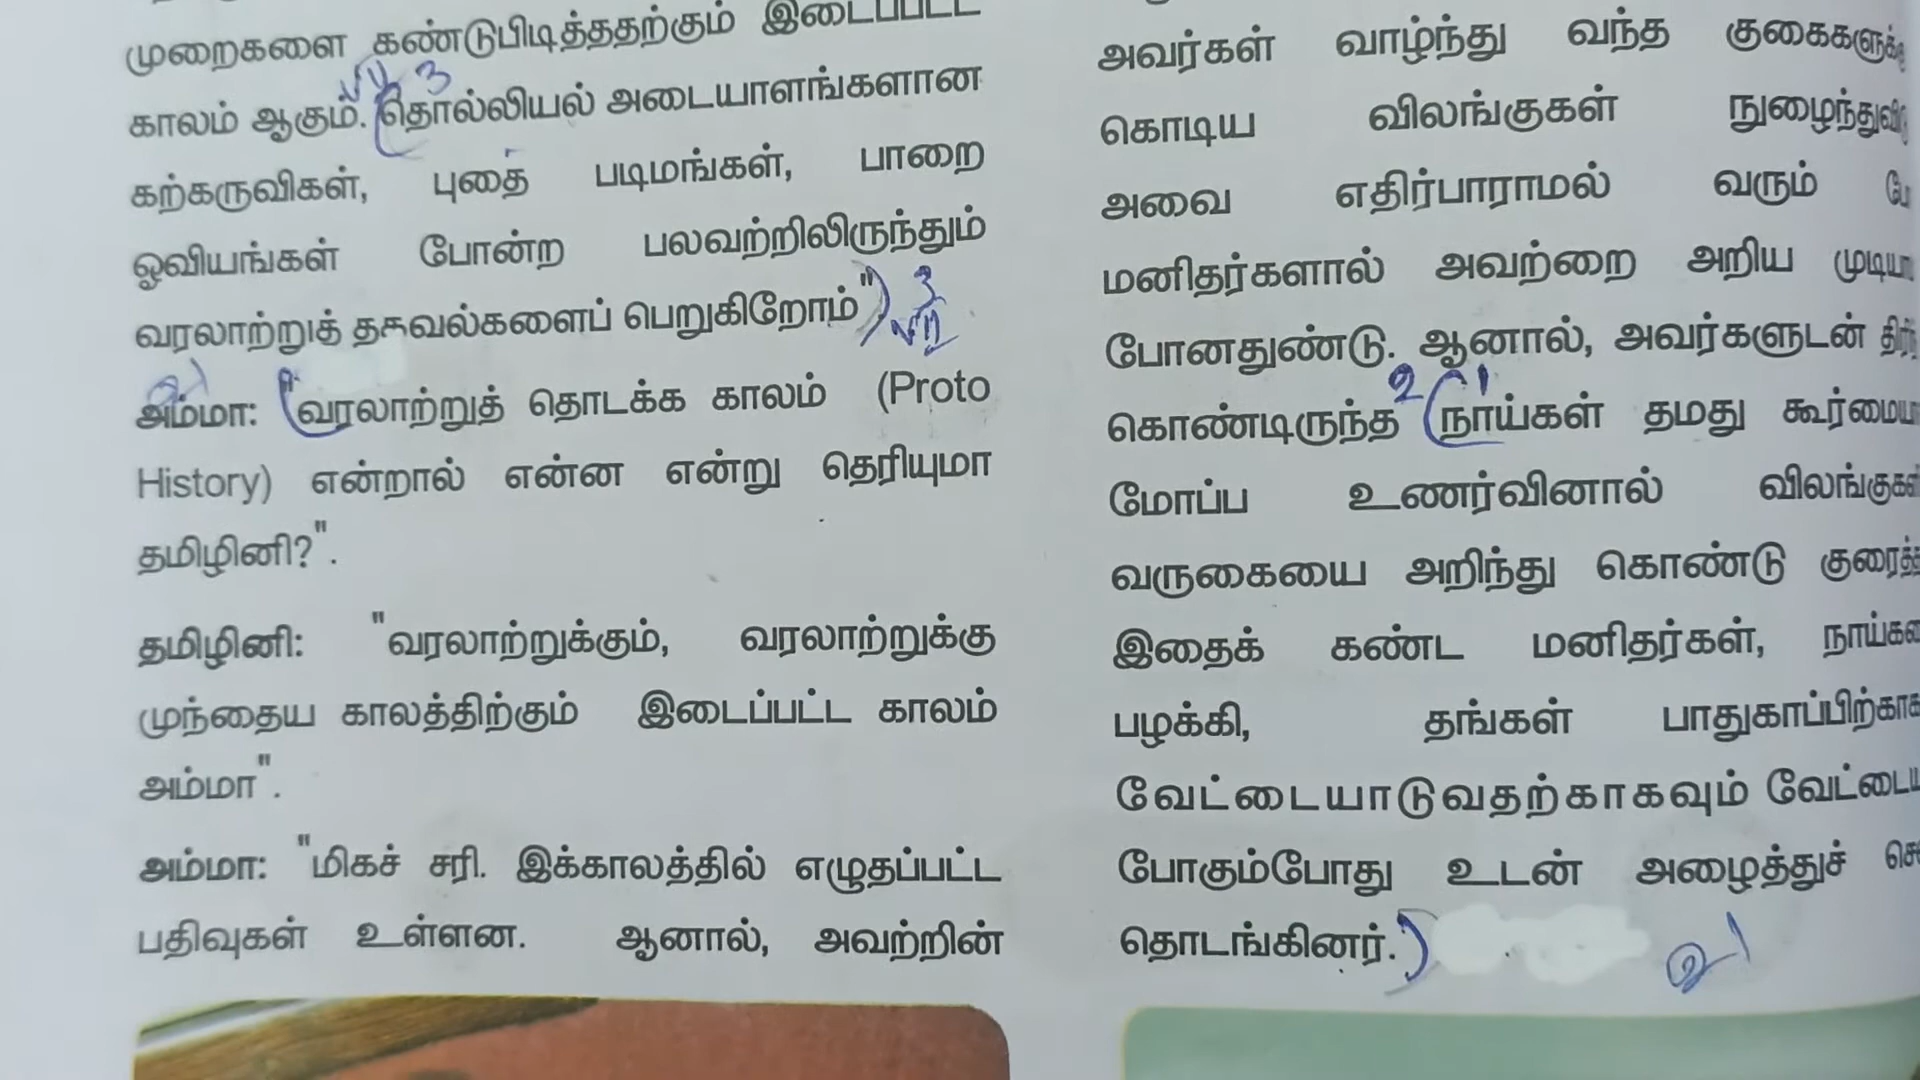 முறைகளை கண்டுபிடித்ததற்கும் இடைப்பட்ட
காலம் ஆகும். தொல்லியல் அடையாளங்களான
கற்கருவிகள், புதை படிமங்கள், பாறை
ஓவியங்கள் போன்ற பலவற்றிலிருந்தும்
வரலாற்றுத் தகவல்களைப் பெறுகிறோம்"
அம்மா: "வரலாற்றுத் தொடக்க காலம் (Proto
History) என்றால் என்ன என்று தெரியுமா
தமிழினி?".
தமிழினி: "வரலாற்றுக்கும், வரலாற்றுக்கு
முந்தைய காலத்திற்கும் இடைப்பட்ட காலம்
அம்மா".
அம்மா: "மிகச் சரி. இக்காலத்தில் எழுதப்பட்ட
பதிவுகள் உள்ளன. ஆனால், அவற்றின்
அவர்கள் வாழ்ந்து வந்த
கொடிய விலங்குகள்
அவை எதிர்பாராமல் வரும்
மனிதர்களால் அவற்றை அறிய
போனதுண்டு. ஆனால், அவர்களுடன்
2 1
கொண்டிருந்த நாய்கள் தமது
மோப்ப உணர்வினால்
வருகையை அறிந்து கொண்டு
இதைக் கண்ட மனிதர்கள்,
பழக்கி, தங்கள்
வேட்டையாடுவதற்காகவும்
போகும்போது உடன் அழைத்துச்
தொடங்கினர்.